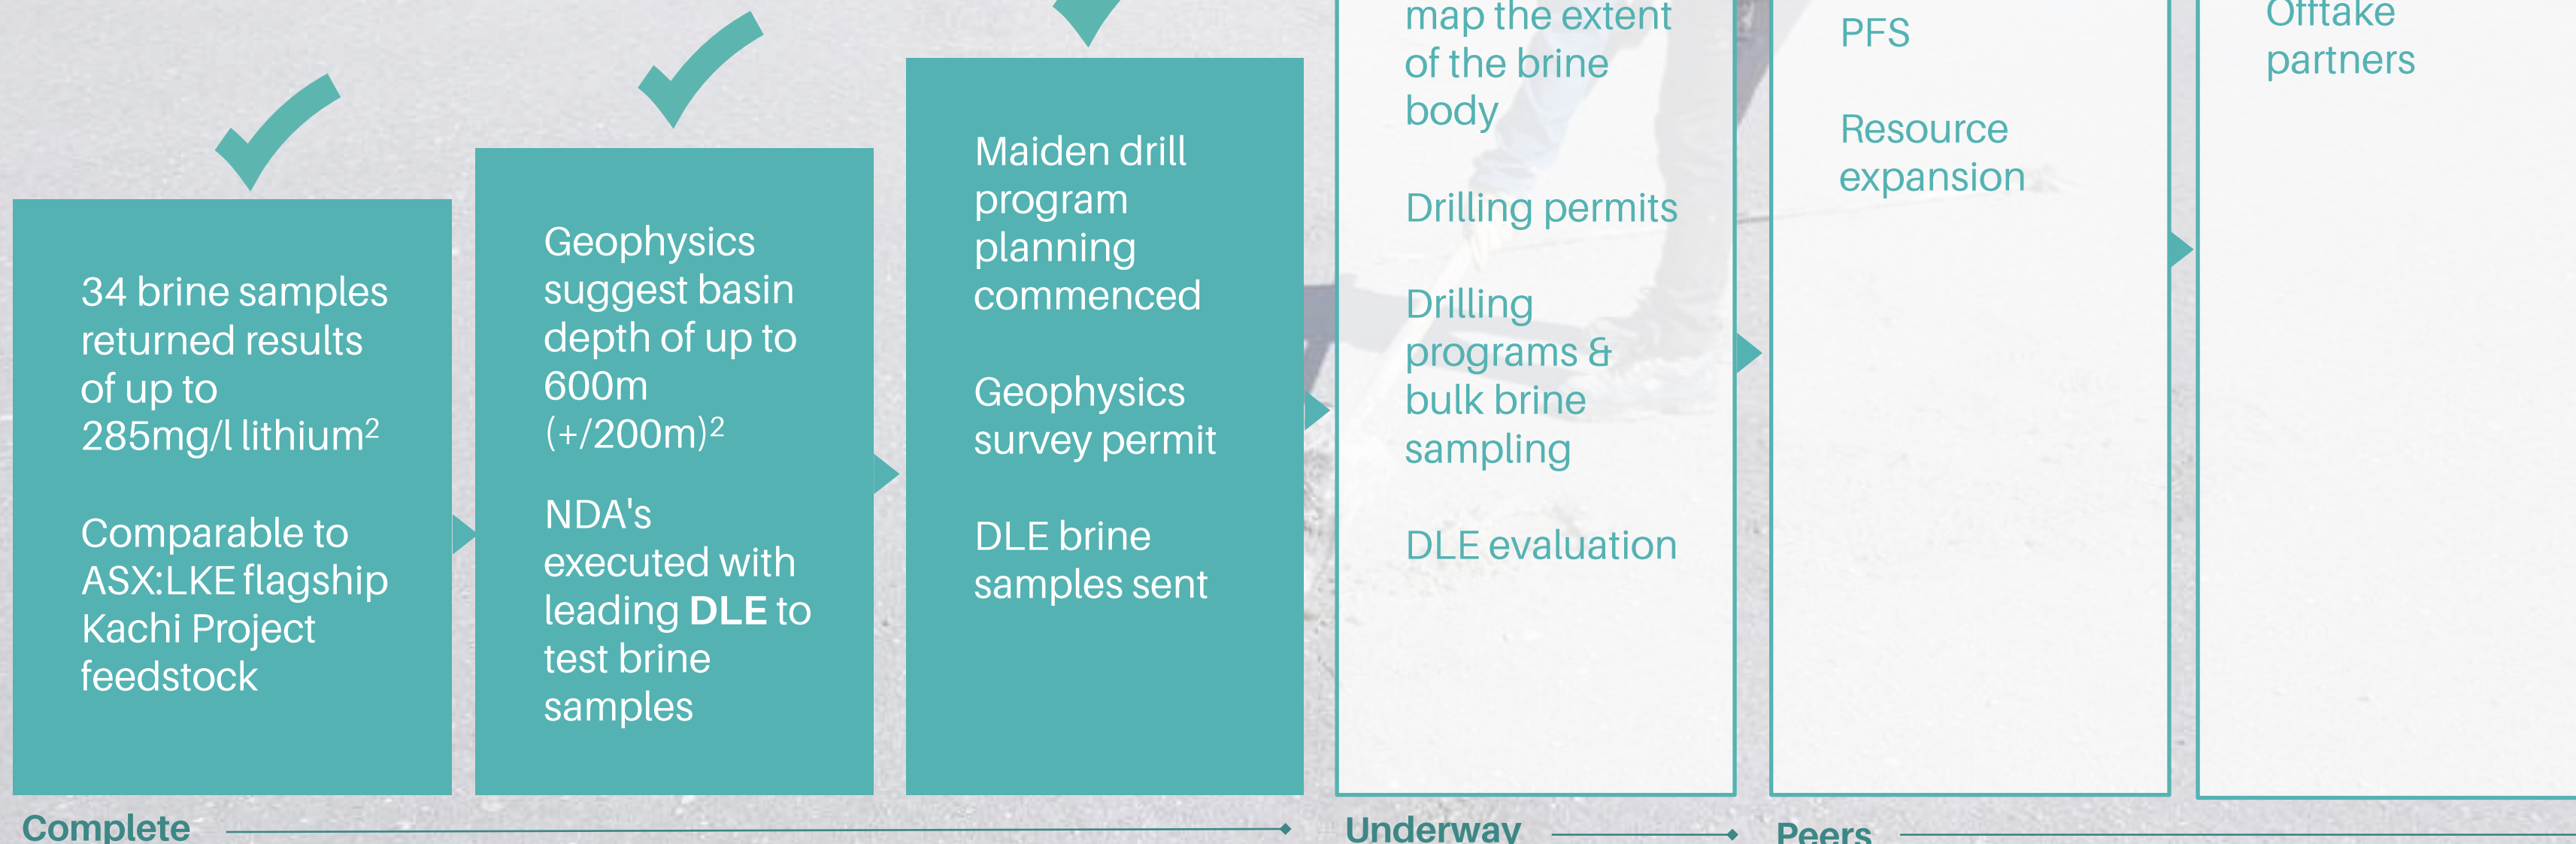 34 brine samples
returned results
of up to
285mg/l lithium²
Comparable to
ASX:LKE flagship
Kachi Project
feedstock
Geophysics
suggest basin
depth of up to
600m
(+/200m)²
NDA's
executed with
leading DLE to
test brine
samples
Maiden drill
program
planning
commenced
Geophysics
survey permit
DLE brine
samples sent
map the extent
of the brine
body
Drilling permits
Drilling
programs &
bulk brine
sampling
DLE evaluation
PFS
Resource
expansion
Offtake
partners
Complete
Underway
Peers